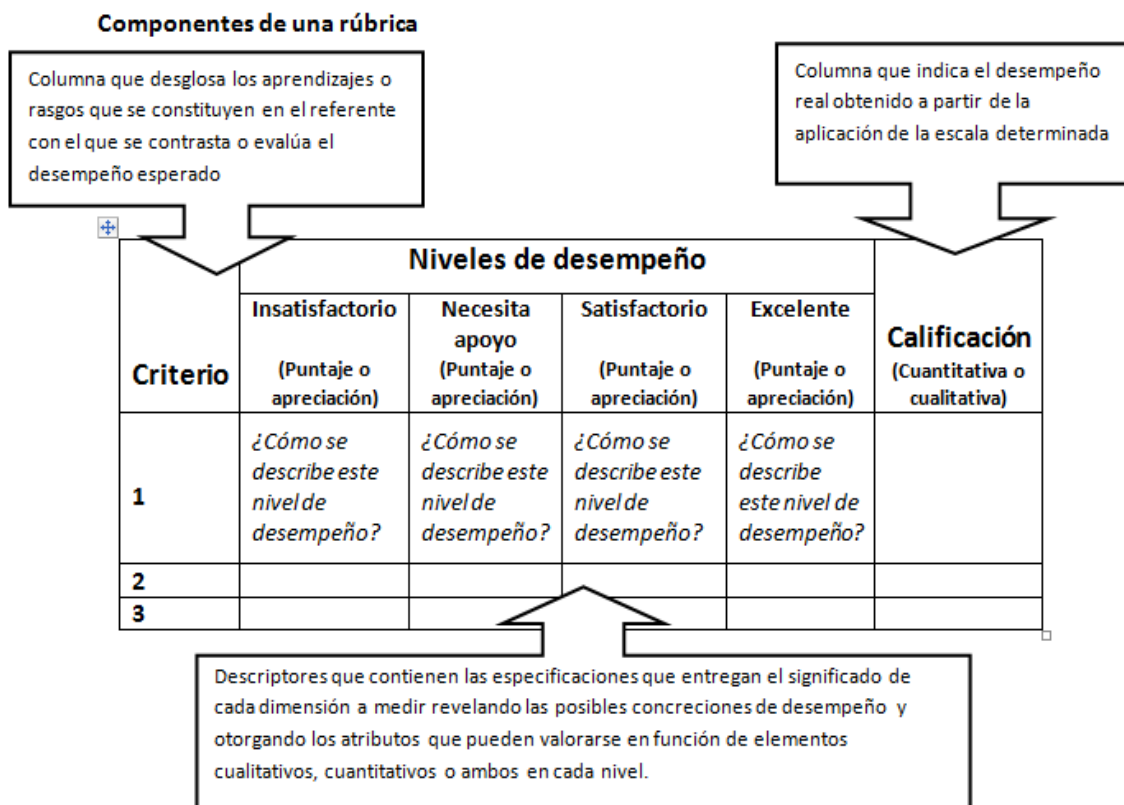 Componentes de una rúbrica
Columna que desglosa los aprendizajes o
rasgos que se constituyen en el referente
con el que se contrasta o evalúa el
desempeño esperado
Columna que indica el desempeño
real obtenido a partir de la
aplicación de la escala determinada
Criterio
Niveles de desempeño
Insatisfactorio
(Puntaje o
apreciación)
Necesita
apoyo
(Puntaje o
apreciación)
Satisfactorio
(Puntaje o
apreciación)
Excelente
(Puntaje o
apreciación)
Calificación
(Cuantitativa o
cualitativa)
1
¿Cómo se
describe este
nivel de
desempeño?
¿Cómo se
describe este
nivel de
desempeño?
¿Cómo se
describe este
nivel de
desempeño?
¿Cómo se
describe
este nivel de
desempeño?
2
3
Descriptores que contienen las especificaciones que entregan el significado de
cada dimensión a medir revelando las posibles concreciones de desempeño y
otorgando los atributos que pueden valorarse en función de elementos
cualitativos, cuantitativos o ambos en cada nivel.